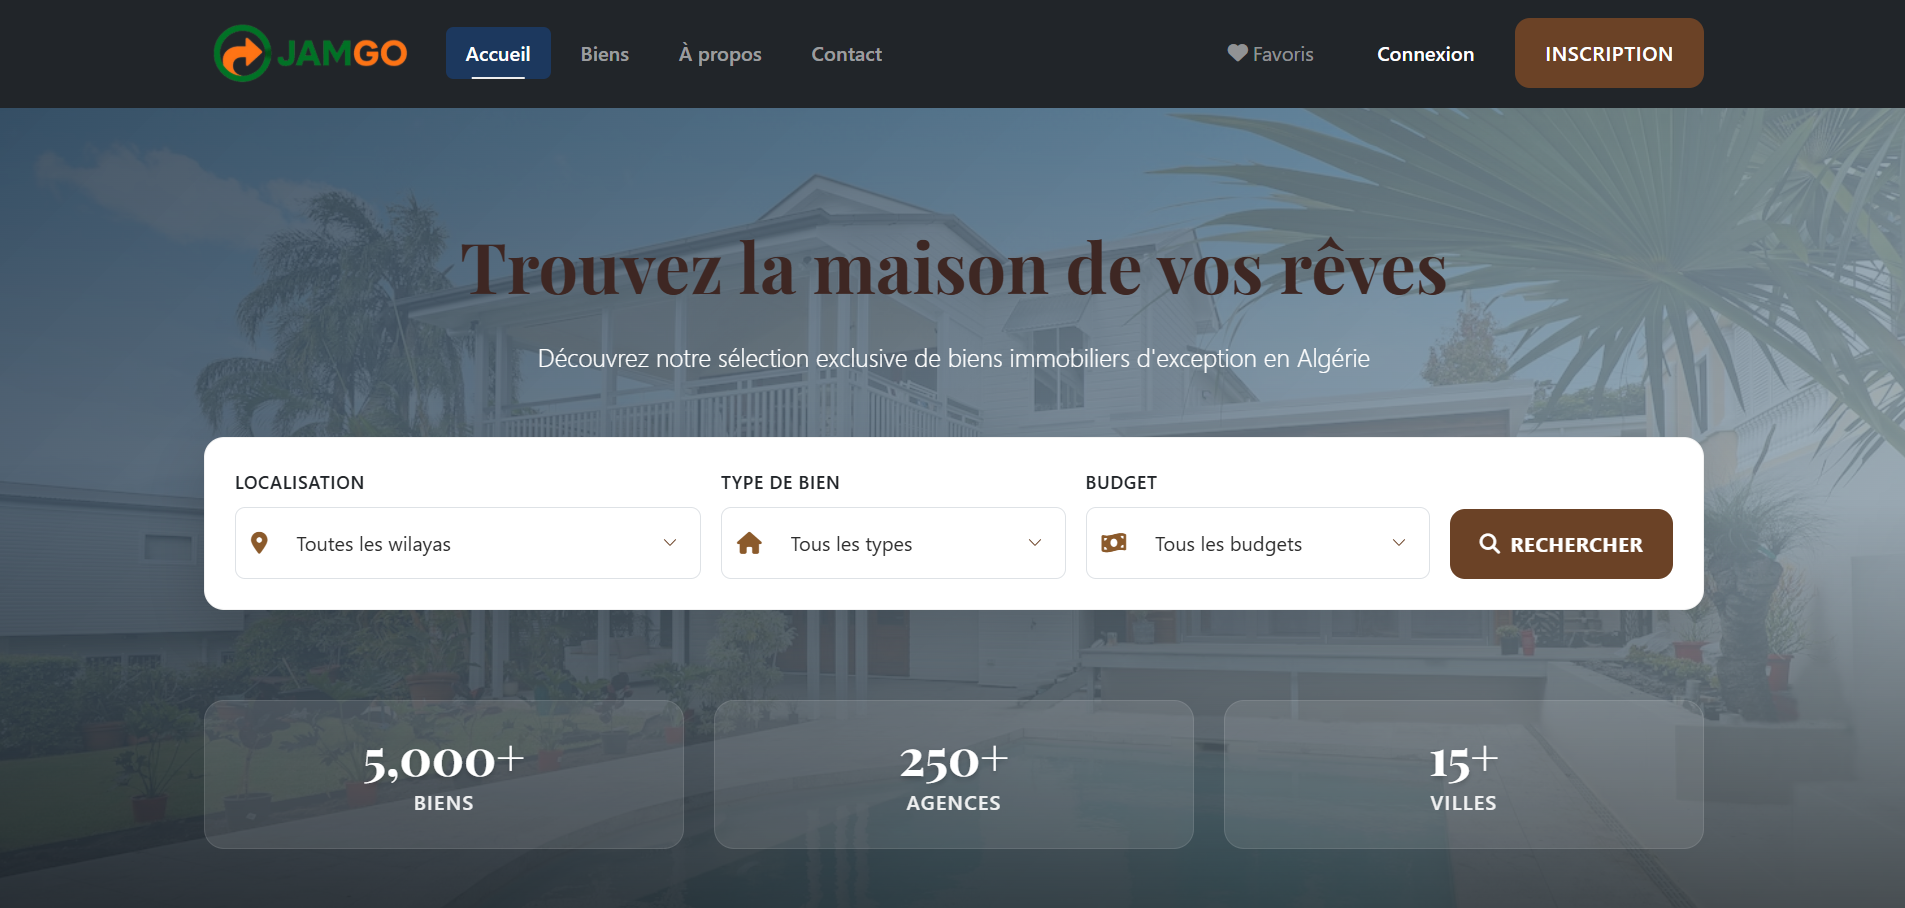 JAMGO
Accueil
Biens
À propos
Contact
Favoris
Connexion
INSCRIPTION
Trouvez la maison de vos rêves
Découvrez notre sélection exclusive de biens immobiliers d'exception en Algérie
LOCALISATION
Toutes les wilayas
TYPE DE BIEN
Tous les types
BUDGET
Tous les budgets
RECHERCHER
5,000+
BIENS
250+
AGENCES
15+
VILLES